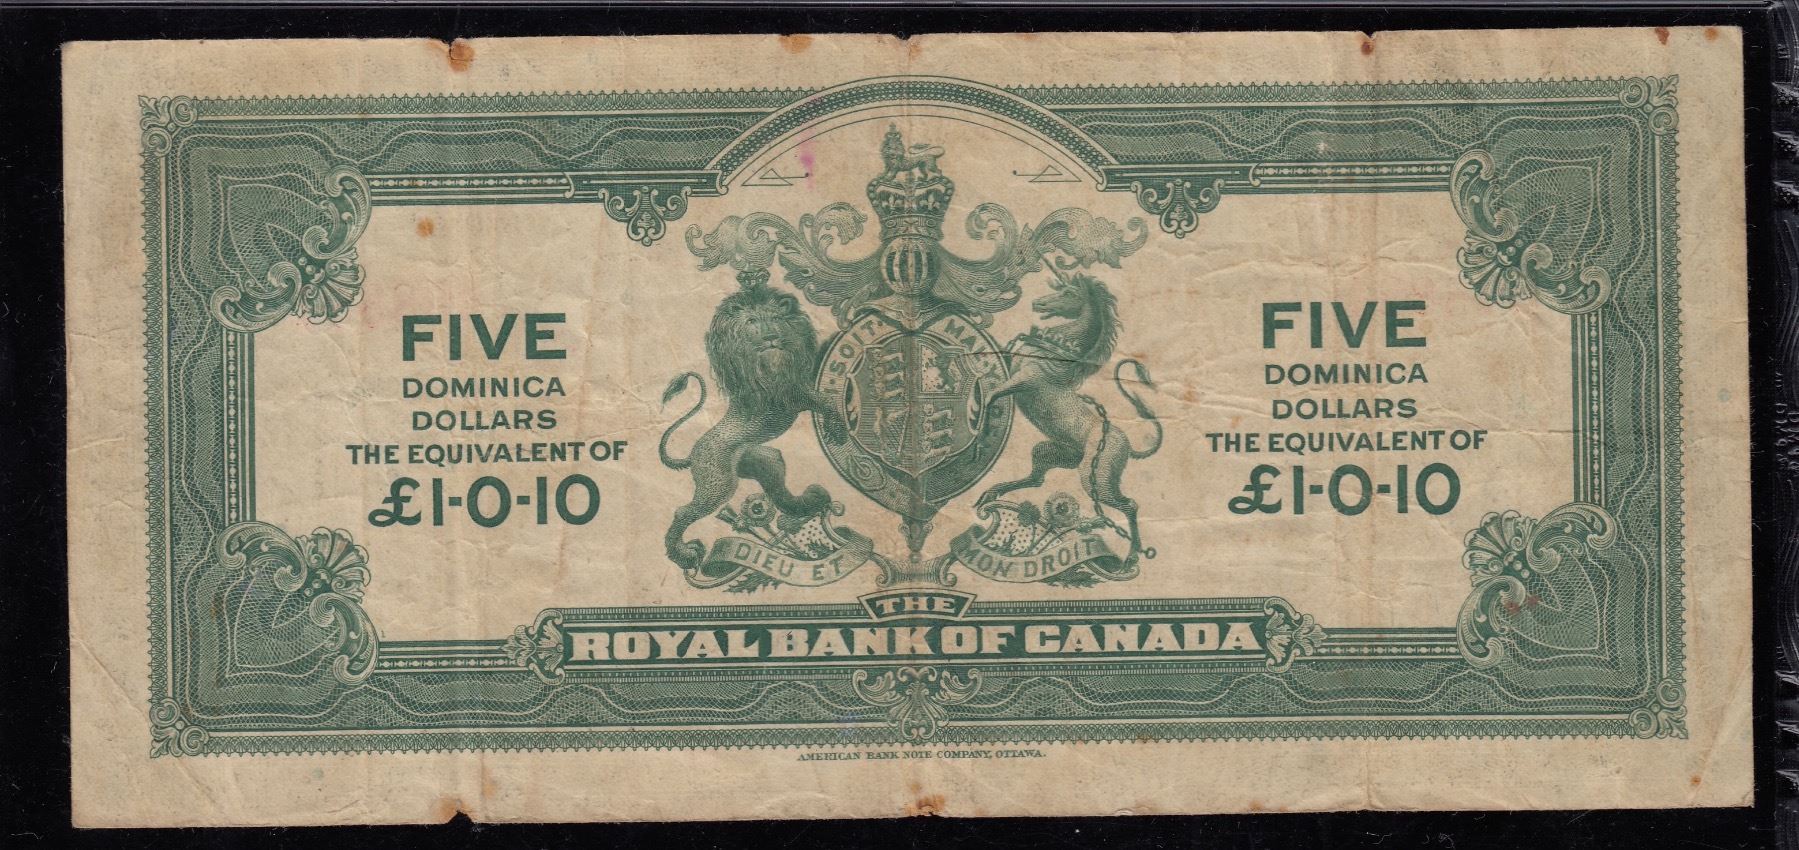 FIVE
DOMINICA
DOLLARS
THE EQUIVALENT OF
£1-0-10
SOIT
MAL
DIEU ET
MON DROIT
FIVE
DOMINICA
DOLLARS
THE EQUIVALENT OF
£1-0-10
THE
ROYAL BANK OF CANADA
AMERICAN BANK NOTE COMPANY, OTTAWA.